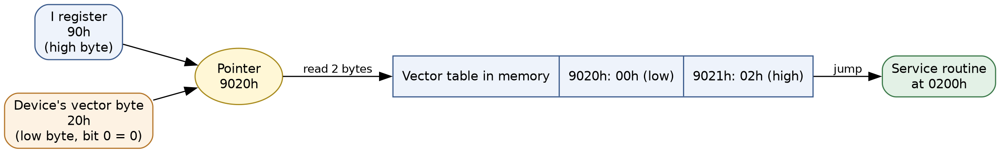 I register
90h
(high byte)
Device's vector byte
20h
(low byte, bit 0 = 0)
Pointer
9020h
read 2 bytes
Vector table in memory
9020h: 00h (low)
9021h: 02h (high)
jump
Service routine
at 0200h